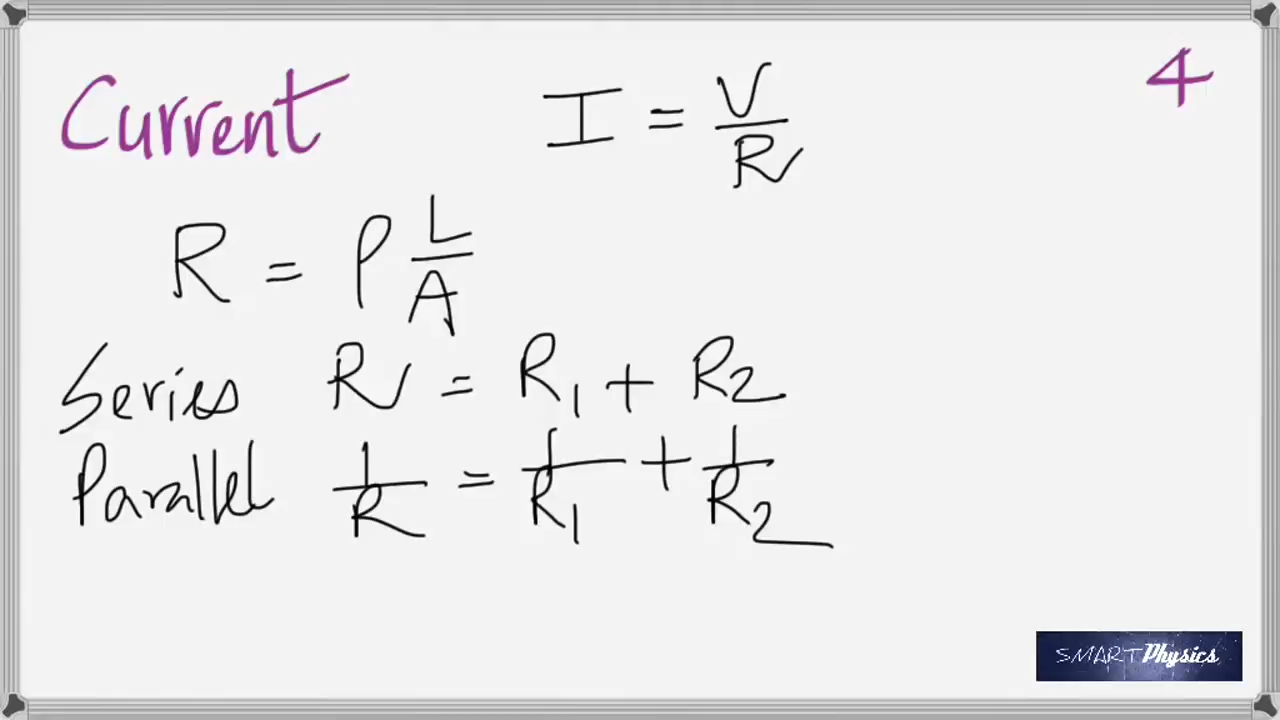 Current I = V/R 4
R = ρ L/A
Series R = R1 + R2
Parallel 1/R = 1/R1 + 1/R2
SMART Physics